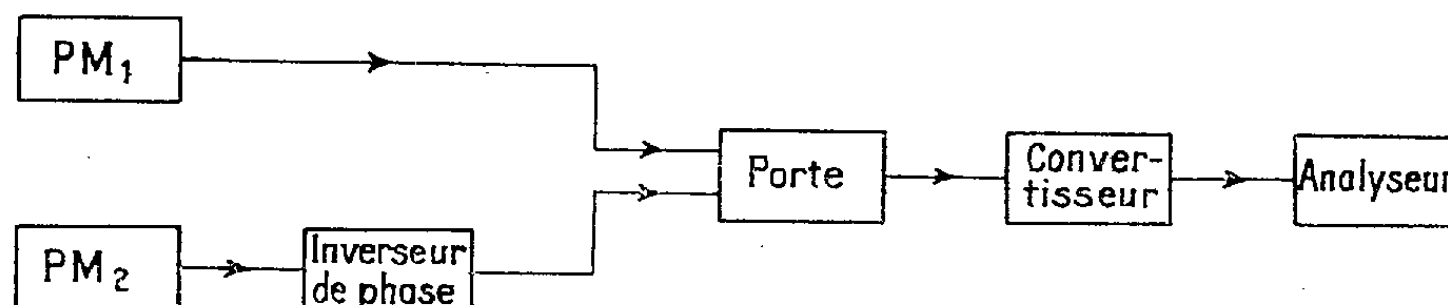 PM₁
Porte
Conver-
tisseur
Analyseur
PM₂
Inverseur
de phase